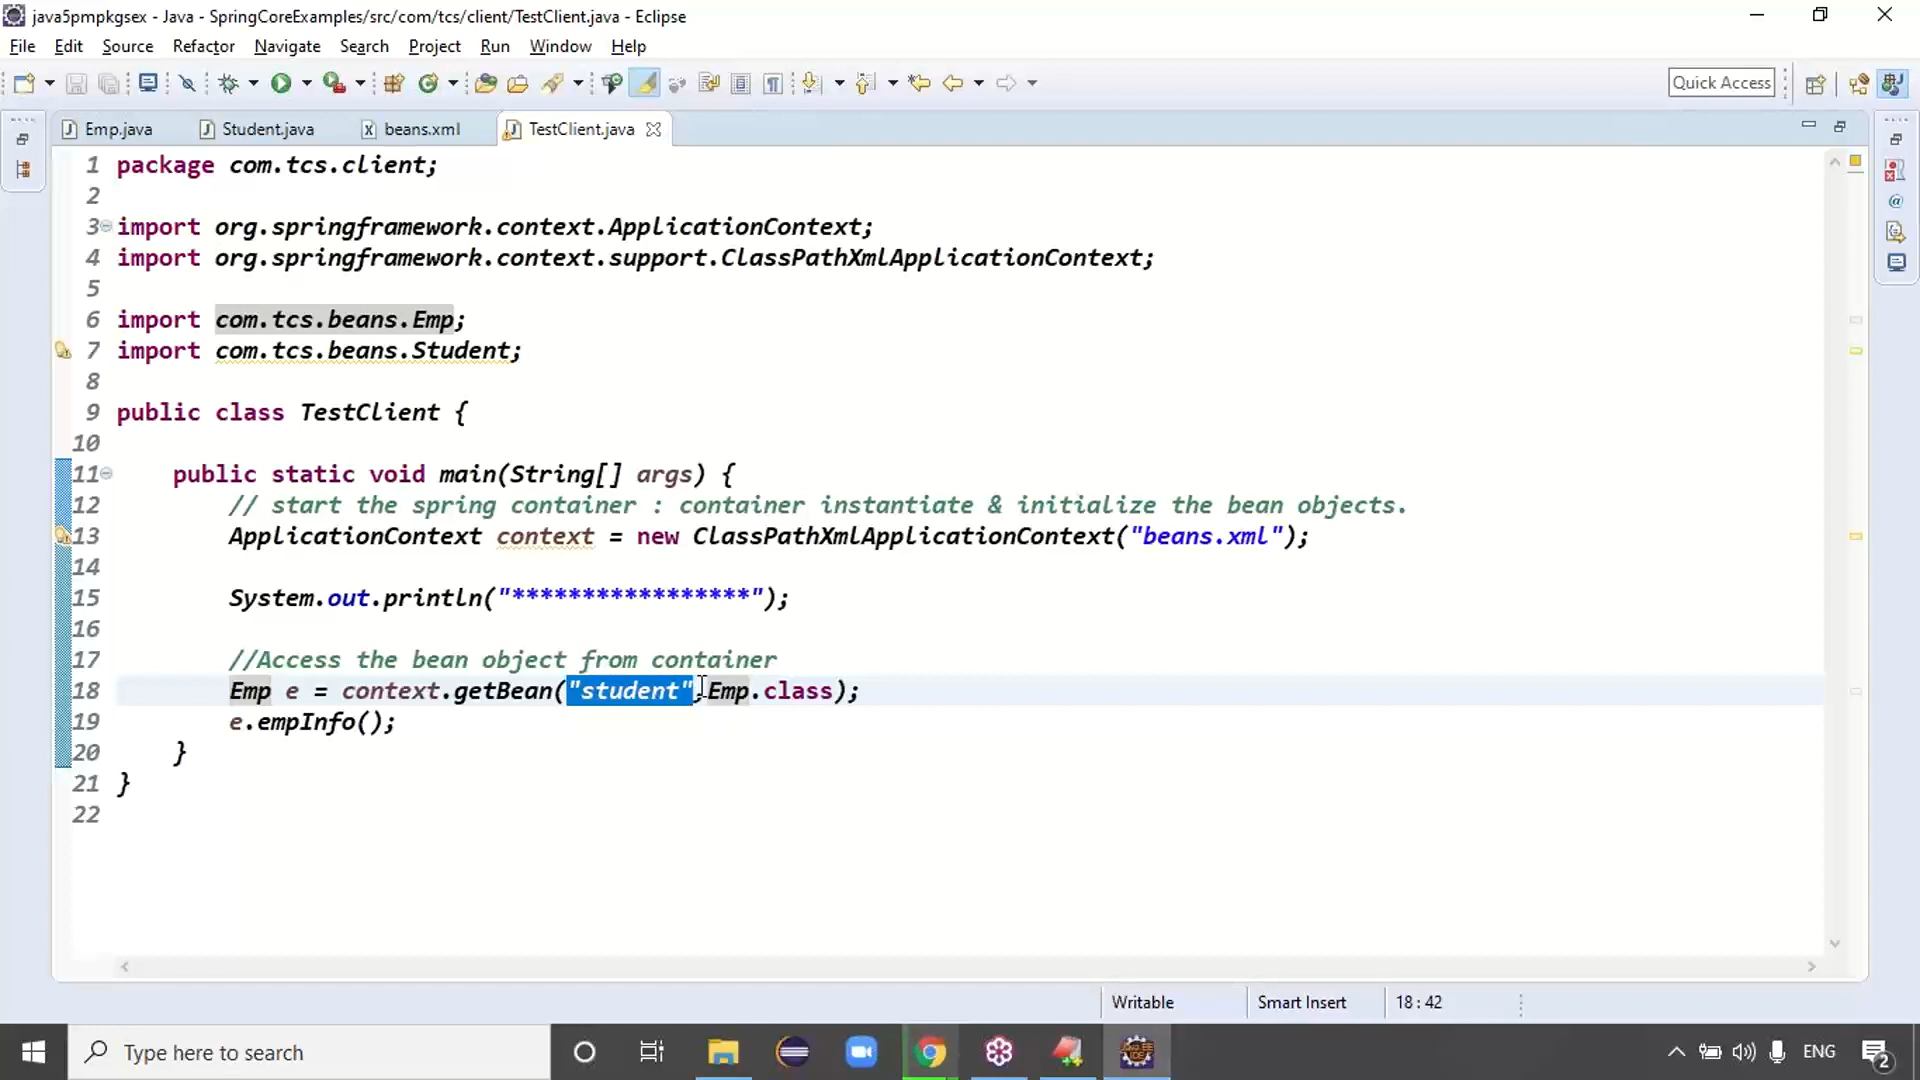 java5pmpkgsex - Java - SpringCoreExamples/src/com/tcs/client/TestClient.java - Eclipse
File Edit Source Refactor Navigate Search Project Run Window Help
Quick Access
Emp.java Student.java beans.xml TestClient.java
1 package com.tcs.client;
2
3 import org.springframework.context.ApplicationContext;
4 import org.springframework.context.support.ClassPathXmlApplicationContext;
5
6 import com.tcs.beans.Emp;
7 import com.tcs.beans.Student;
8
9 public class TestClient {
10
11 public static void main(String[] args) {
12 // start the spring container : container instantiate & initialize the bean objects.
13 ApplicationContext context = new ClassPathXmlApplicationContext("beans.xml");
14
15 System.out.println("*****************");
16
17 //Access the bean object from container
18 Emp e = context.getBean("student",Emp.class);
19 e.empInfo();
20 }
21 }
22
Writable Smart Insert 18 : 42
Type here to search
ENG
2